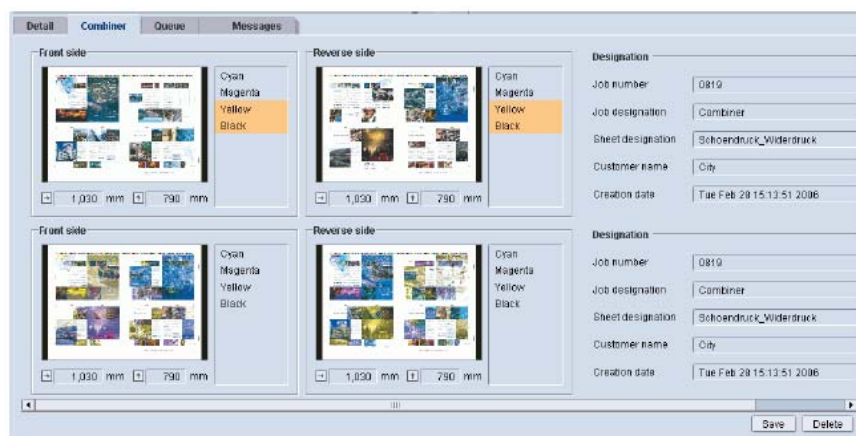 Detail Combiner Queue Messages
Front side
Cyan
Magenta
Yellow
Black
1,030 mm 790 mm
Reverse side
Cyan
Magenta
Yellow
Black
1,030 mm 790 mm
Designation
Job number 0819
Job designation Combiner
Sheet designation Schoendruck_Widerdruck
Customer name City
Creation date Tue Feb 28 15:13:51 2006
Front side
Cyan
Magenta
Yellow
Black
1,030 mm 790 mm
Reverse side
Cyan
Magenta
Yellow
Black
1,030 mm 790 mm
Designation
Job number 0819
Job designation Combiner
Sheet designation Schoendruck_Widerdruck
Customer name City
Creation date Tue Feb 28 15:13:51 2006
Save Delete